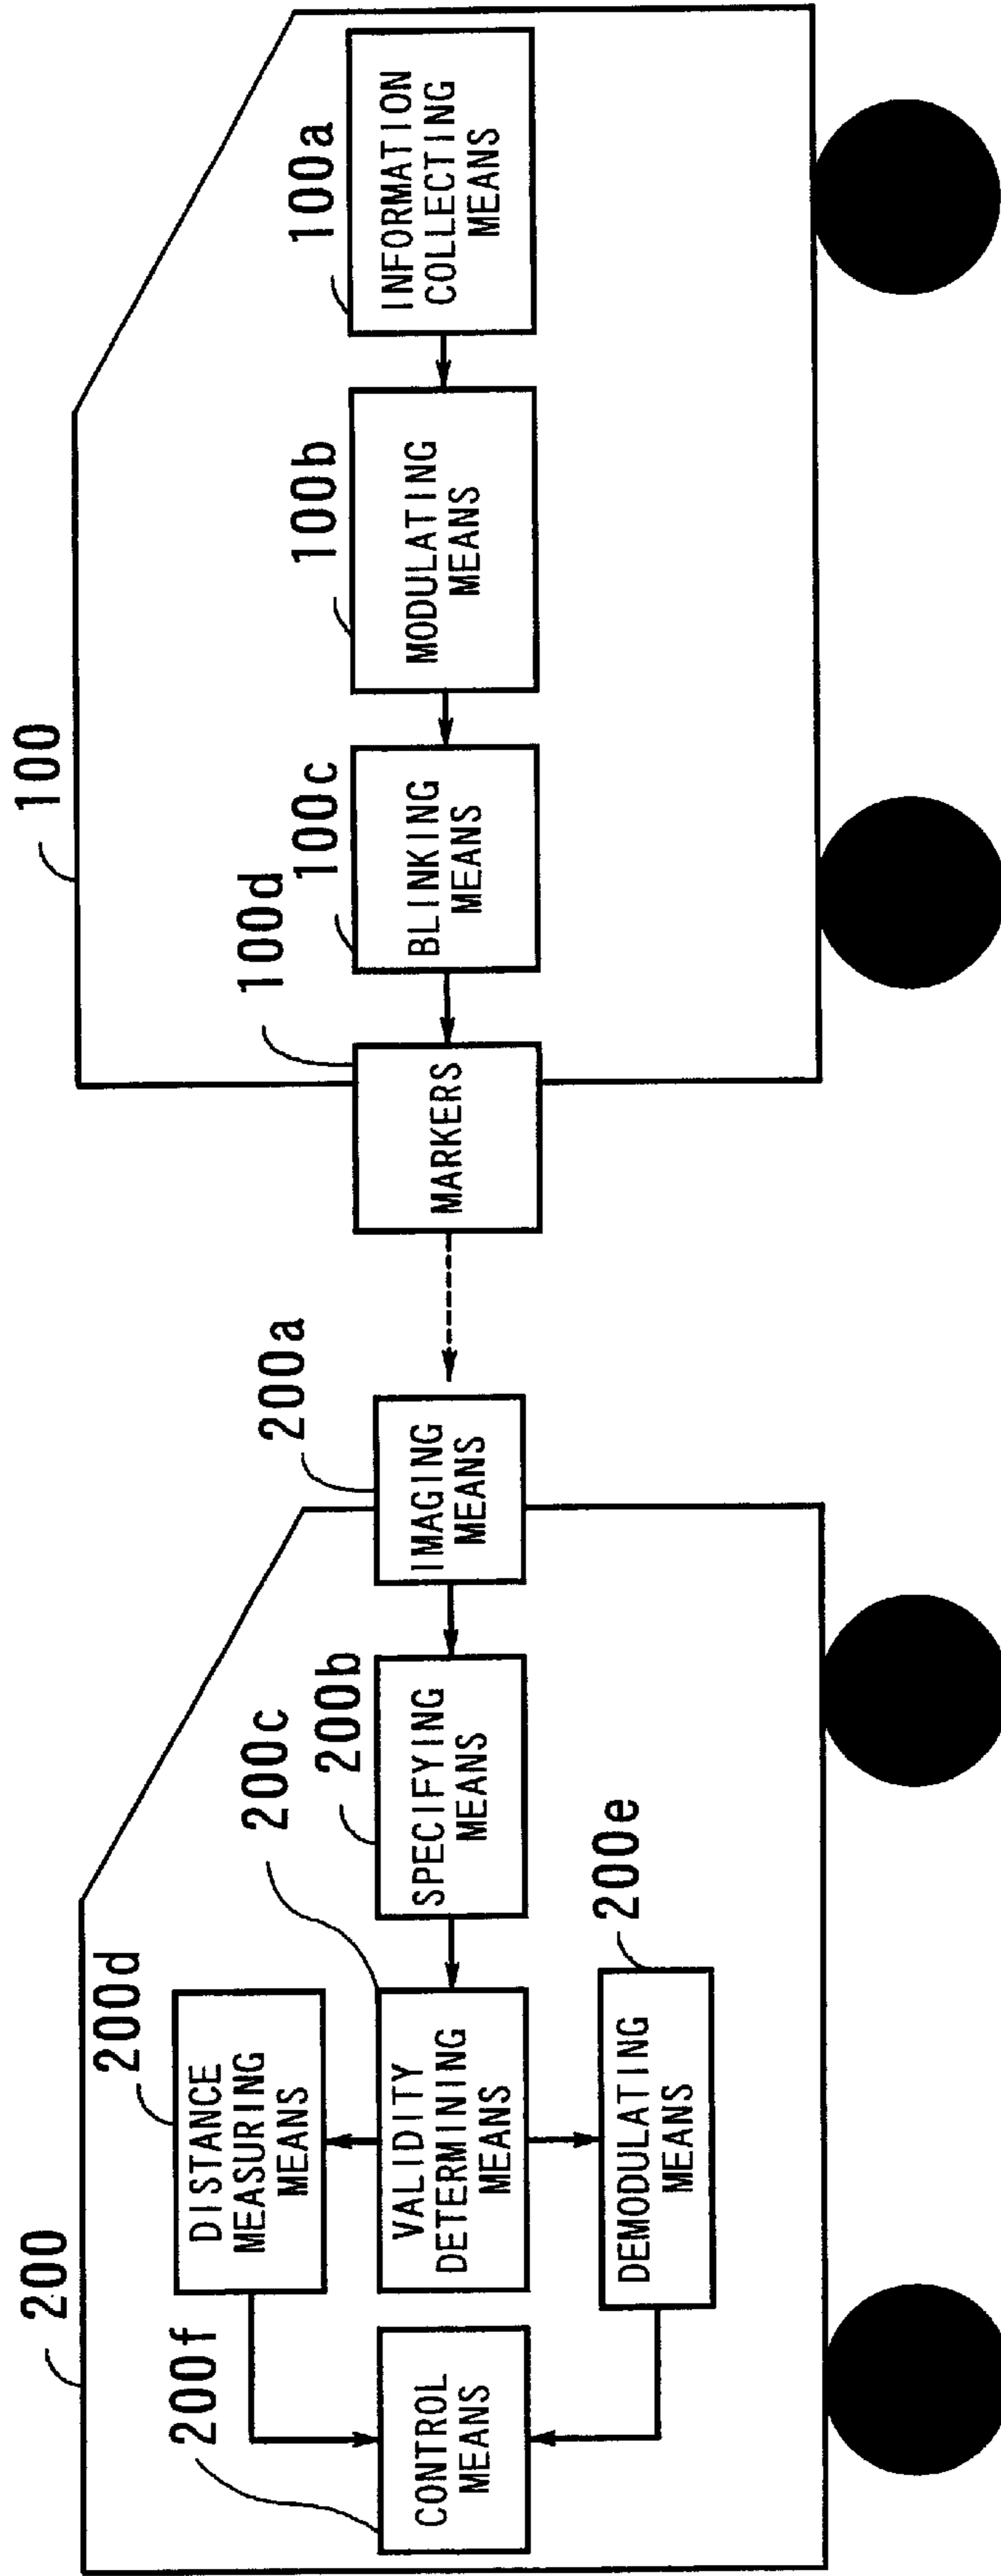 200
100
200f
200d
200c
200b
200a
100d
100c
100b
100a
CONTROL
MEANS
DISTANCE
MEASURING
MEANS
VALIDITY
DETERMINING
MEANS
DEMODULATING
MEANS
200e
SPECIFYING
MEANS
IMAGING
MEANS
MARKERS
BLINKING
MEANS
MODULATING
MEANS
INFORMATION
COLLECTING
MEANS